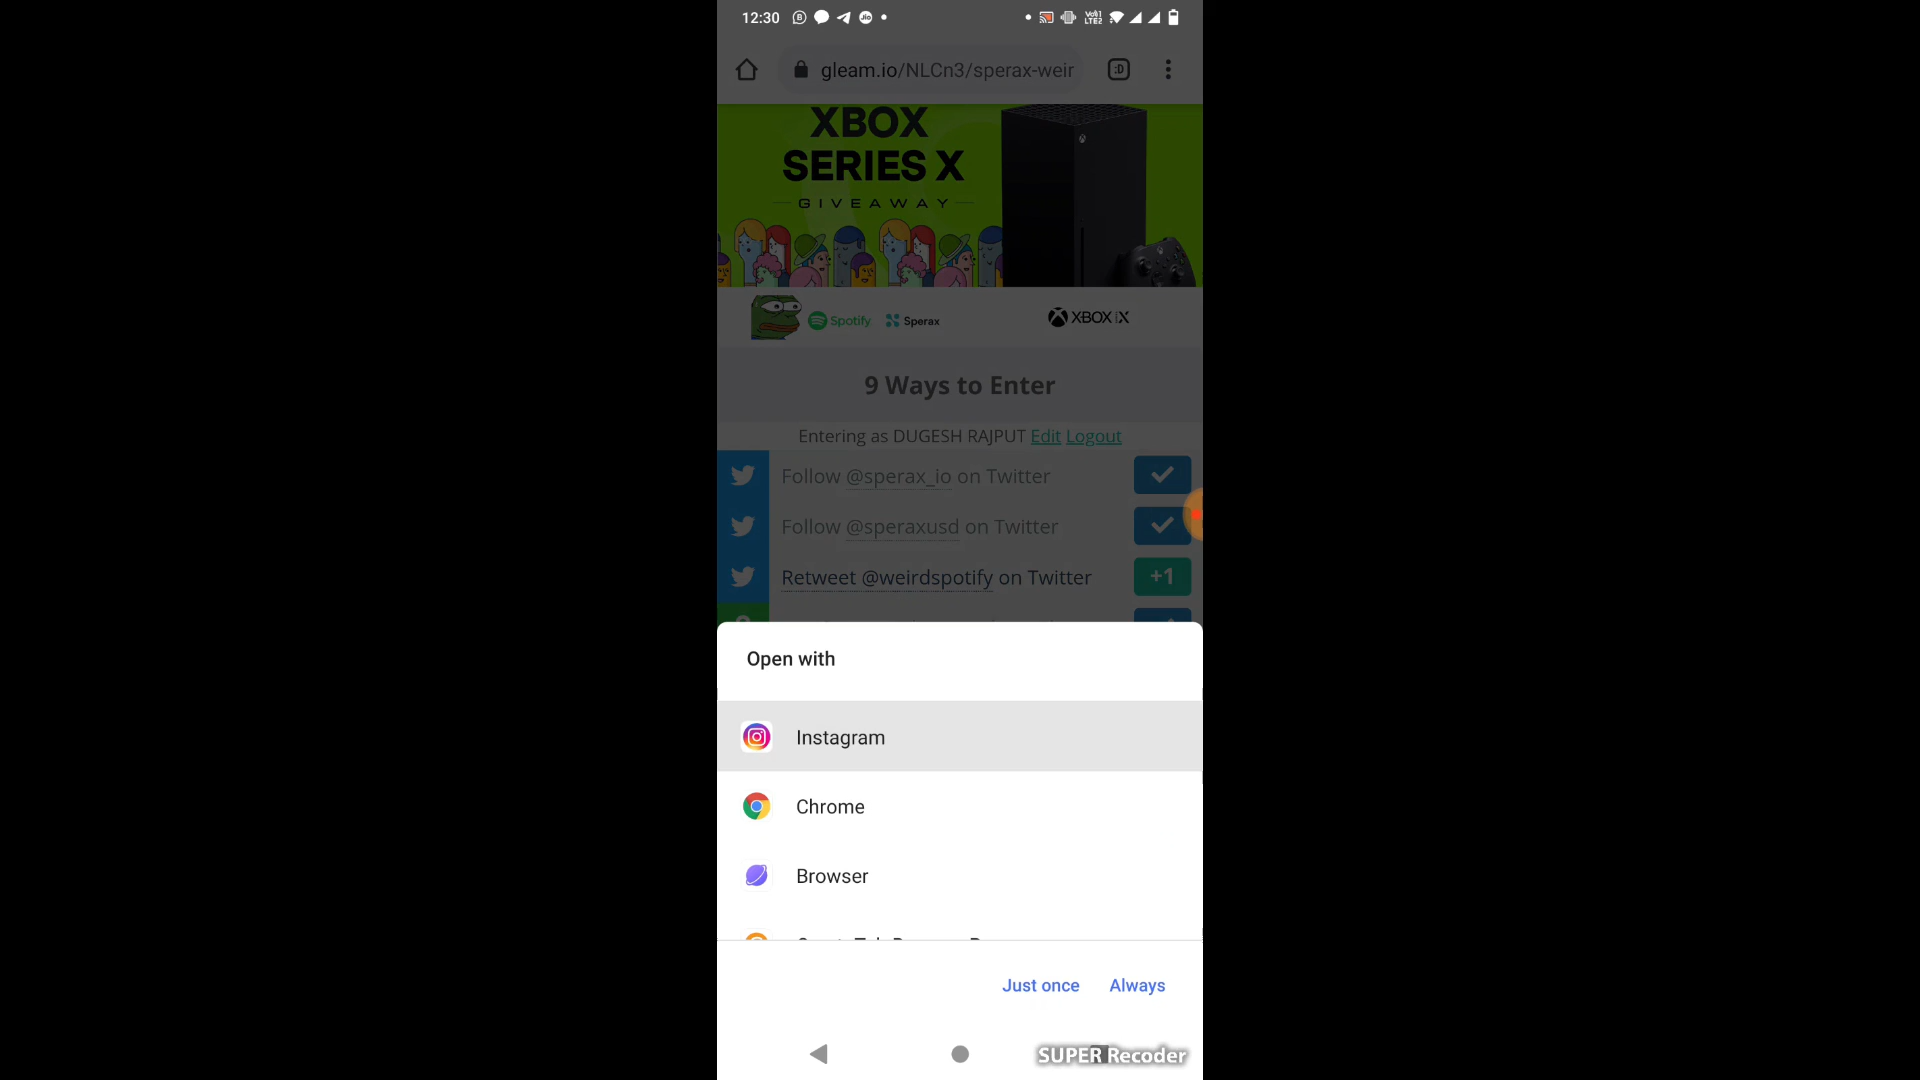 12:30
gleam.io/NLCn3/sperax-weir
:D
XBOX
SERIES X
GIVEAWAY
Spotify Sperax XBOX
9 Ways to Enter
Entering as DUGESH RAJPUT Edit Logout
Follow @sperax_io on Twitter
Follow @speraxusd on Twitter
Retweet @weirdspotify on Twitter +1
Open with
Instagram
Chrome
Browser
Just once Always
SUPER Recoder